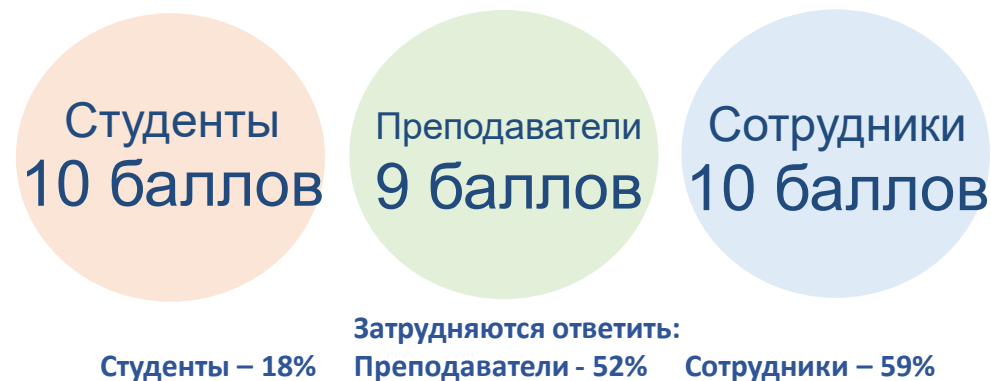 Студенты
10 баллов
Преподаватели
9 баллов
Сотрудники
10 баллов
Затрудняются ответить:
Студенты – 18% Преподаватели - 52% Сотрудники – 59%